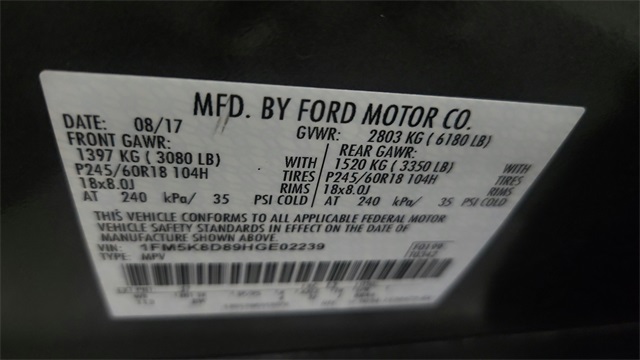 MFD. BY FORD MOTOR CO.
DATE: 08/17 GVWR: 2803 KG ( 6180 LB)
FRONT GAWR: REAR GAWR:
1397 KG ( 3080 LB) WITH 1520 KG ( 3350 LB) WITH
P245/60R18 104H TIRES P245/60R18 104H TIRES
18x8.0J RIMS 18x8.0J RIMS
AT 240 kPa/ 35 PSI COLD AT 240 kPa/ 35 PSI COLD
THIS VEHICLE CONFORMS TO ALL APPLICABLE FEDERAL MOTOR
VEHICLE SAFETY STANDARDS IN EFFECT ON THE DATE OF
MANUFACTURE SHOWN ABOVE.
VIN: 1FM5K8D89HGE02239
TYPE: MPV